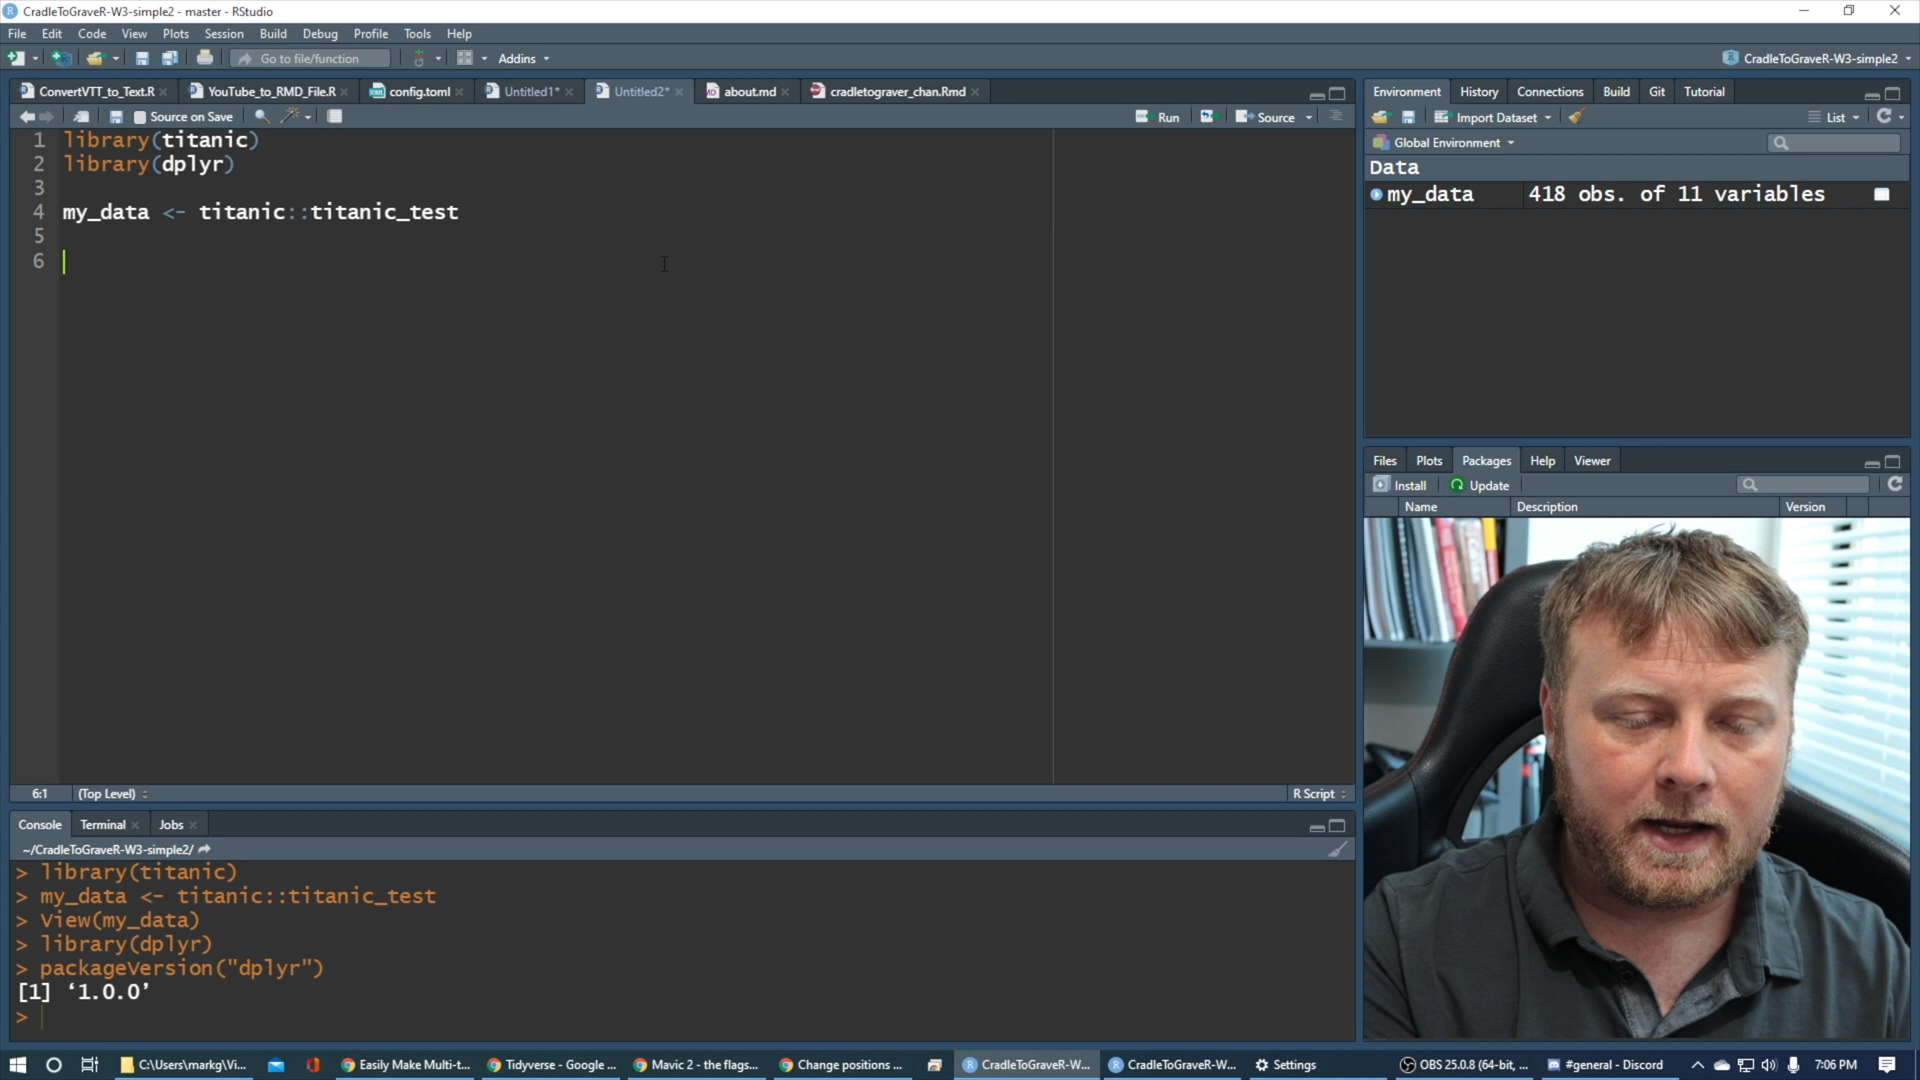 CradleToGraveR-W3-simple2 - master - RStudio
File Edit Code View Plots Session Build Debug Profile Tools Help
Go to file/function Addins CradleToGraveR-W3-simple2
ConvertVTT_to_Text.R YouTube_to_RMD_File.R config.toml Untitled1* Untitled2* about.md cradletograver_chan.Rmd
Source on Save Run Source
1 library(titanic)
2 library(dplyr)
3
4 my_data <- titanic::titanic_test
5
6
6:1 (Top Level) R Script
Console Terminal Jobs
~/CradleToGraveR-W3-simple2/
> library(titanic)
> my_data <- titanic::titanic_test
> View(my_data)
> library(dplyr)
> packageVersion("dplyr")
[1] ‘1.0.0’
>
Environment History Connections Build Git Tutorial
Import Dataset List
Global Environment
Data
my_data 418 obs. of 11 variables
Files Plots Packages Help Viewer
Install Update
Name Description Version
C:\Users\markg\Vi... Easily Make Multi-t... Tidyverse - Google ... Mavic 2 - the flags... Change positions ... CradleToGraveR-W... CradleToGraveR-W... Settings OBS 25.0.8 (64-bit, ... #general - Discord 7:06 PM